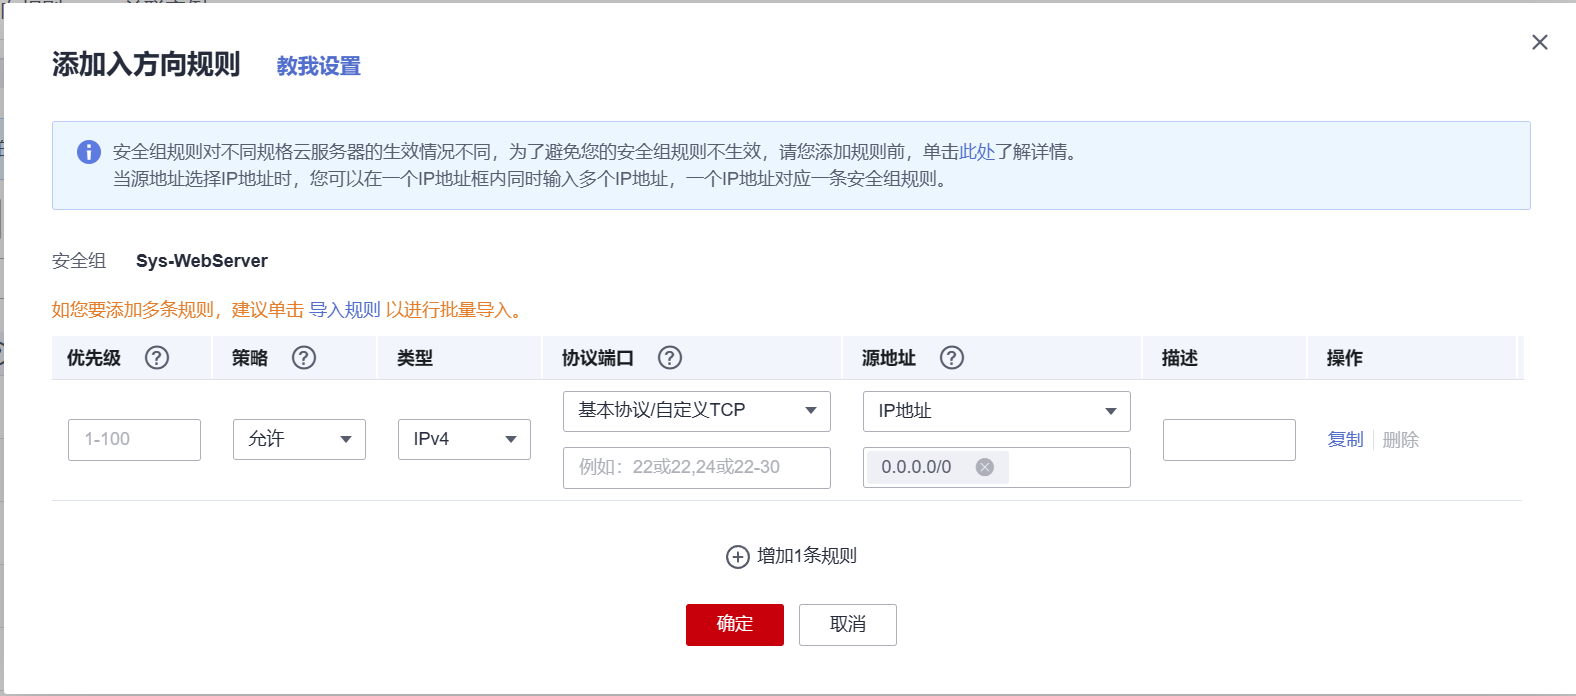 添加入方向规则 教我设置
安全组规则对不同规格云服务器的生效情况不同，为了避免您的安全组规则不生效，请您添加规则前，单击此处了解详情。
当源地址选择IP地址时，您可以在一个IP地址框内同时输入多个IP地址，一个IP地址对应一条安全组规则。
安全组 Sys-WebServer
如您要添加多条规则，建议单击 导入规则 以进行批量导入。
优先级 策略 类型 协议端口 源地址 描述 操作
基本协议/自定义TCP IP地址
1-100 允许 IPv4 复制 删除
例如：22或22,24或22-30 0.0.0.0/0
增加1条规则
确定 取消